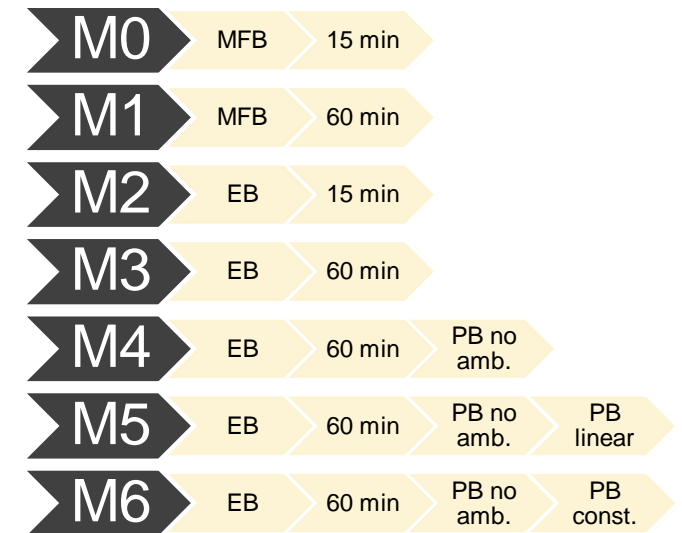 M0 MFB 15 min
M1 MFB 60 min
M2 EB 15 min
M3 EB 60 min
M4 EB 60 min PB no
amb.
M5 EB 60 min PB no PB
amb. linear
M6 EB 60 min PB no PB
amb. const.